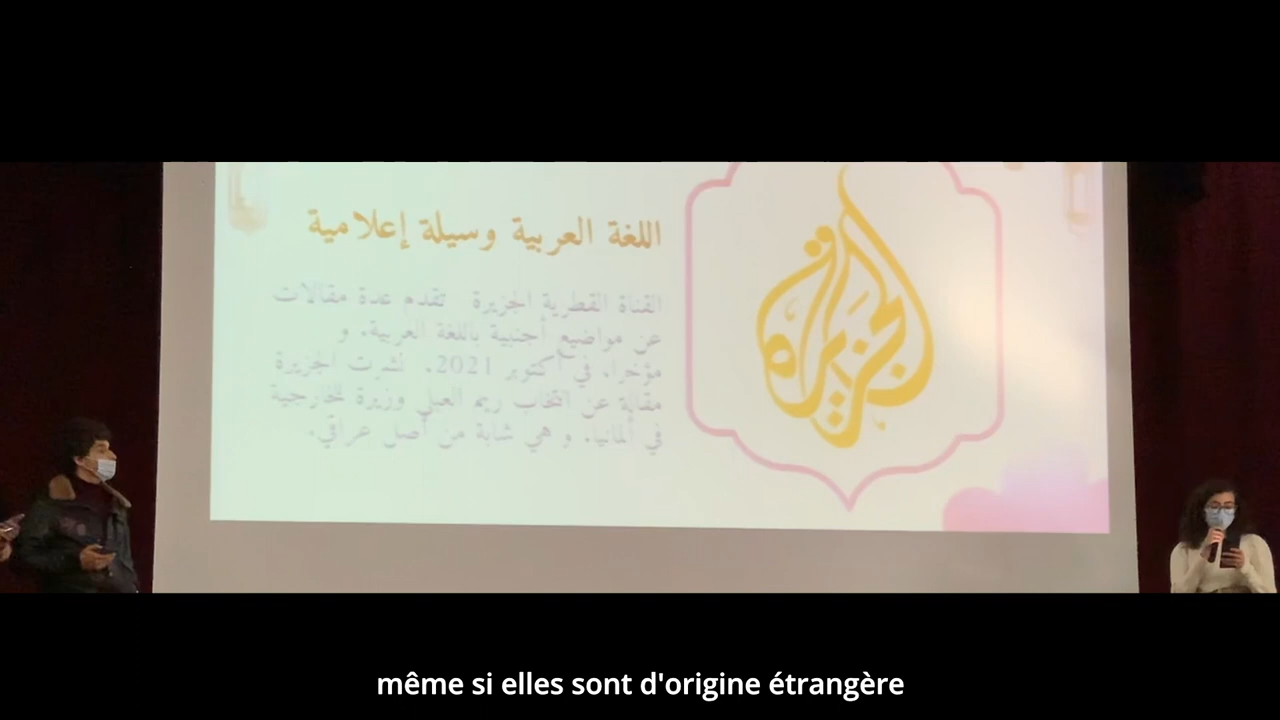 اللغة العربية وسيلة إعلامية
القناة القطرية الجزيرة تقدم عدة مقالات
عن مواضيع أجنبية باللغة العربية. و
مؤخرا، في أكتوبر 2021، نشرت الجزيرة
مقالة عن انتخاب ريم العبلي وزيرة للخارجية
في ألمانيا. و هي شابة من أصل عراقي.
الجزيرة
même si elles sont d'origine étrangère